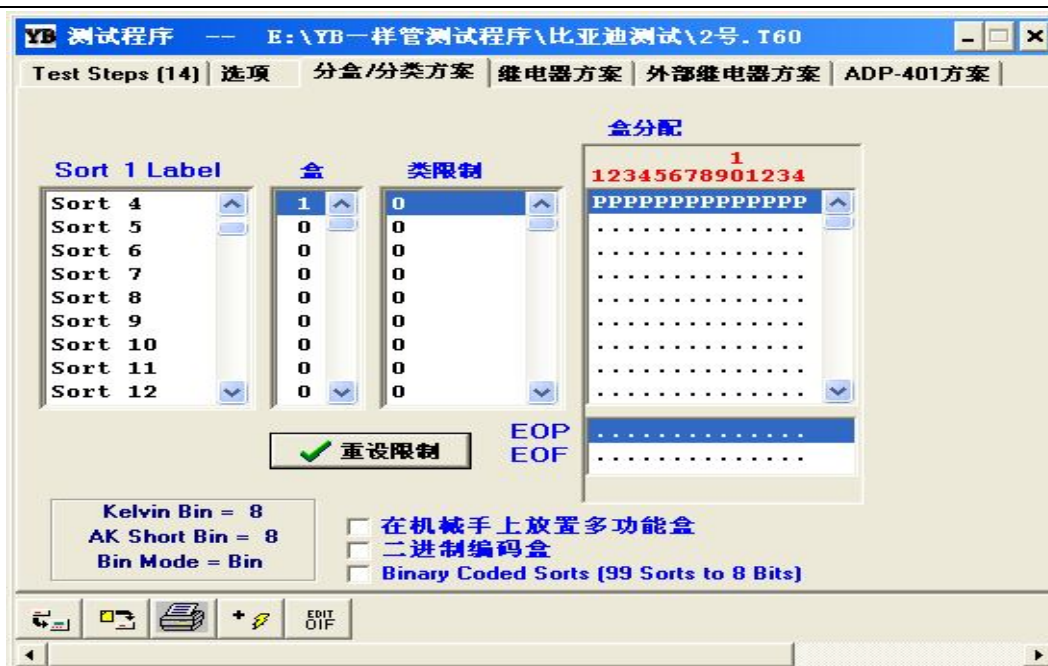 YB 测试程序 -- E:\YB一样管测试程序\比亚迪测试\2号.T60
Test Steps (14) 选项 分盒/分类方案 继电器方案 外部继电器方案 ADP-401方案
盒分配
Sort 1 Label 盒 类限制
1
12345678901234
Sort 4 1 0 PPPPPPPPPPPPPP
Sort 5 0 0 ..............
Sort 6 0 0 ..............
Sort 7 0 0 ..............
Sort 8 0 0 ..............
Sort 9 0 0 ..............
Sort 10 0 0 ..............
Sort 11 0 0 ..............
Sort 12 0 0 ..............
重设限制
EOP ..............
EOF ..............
Kelvin Bin = 8
AK Short Bin = 8
Bin Mode = Bin
在机械手上放置多功能盒
二进制编码盒
Binary Coded Sorts (99 Sorts to 8 Bits)
EDIT
OIF